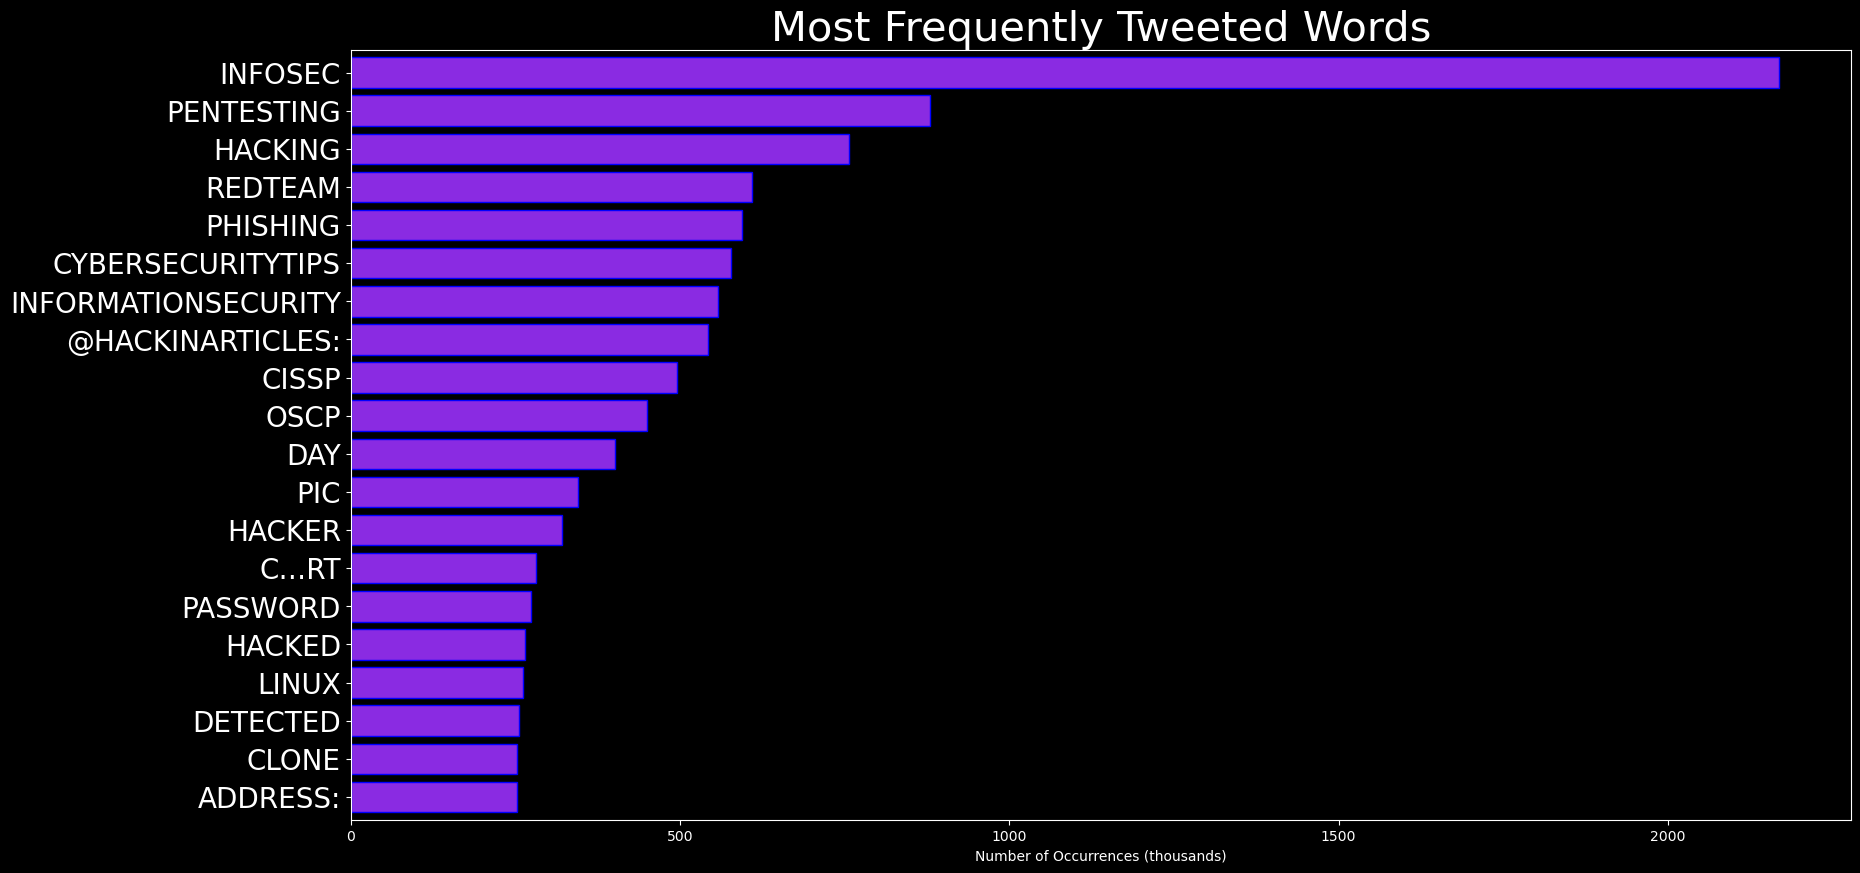 Most Frequently Tweeted Words
INFOSEC
PENTESTING
HACKING
REDTEAM
PHISHING
CYBERSECURITYTIPS
INFORMATIONSECURITY
@HACKINARTICLES:
CISSP
OSCP
DAY
PIC
HACKER
C…RT
PASSWORD
HACKED
LINUX
DETECTED
CLONE
ADDRESS:
0 500 1000 1500 2000
Number of Occurrences (thousands)